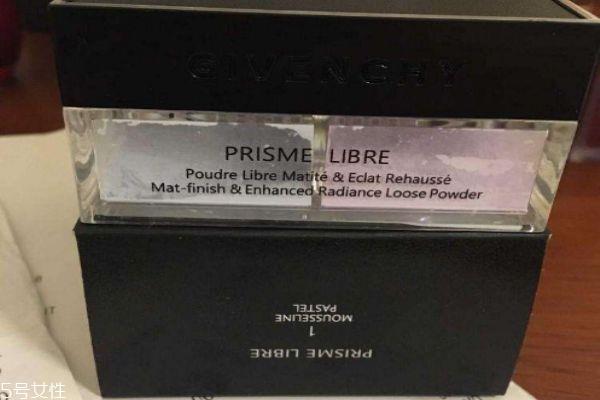 GIVENCHY
PRISME LIBRE
Poudre Libre Matité & Eclat Rehaussé
Mat-finish & Enhanced Radiance Loose Powder
PRISME LIBRE
1
MOUSSELINE
PASTEL
5号女性